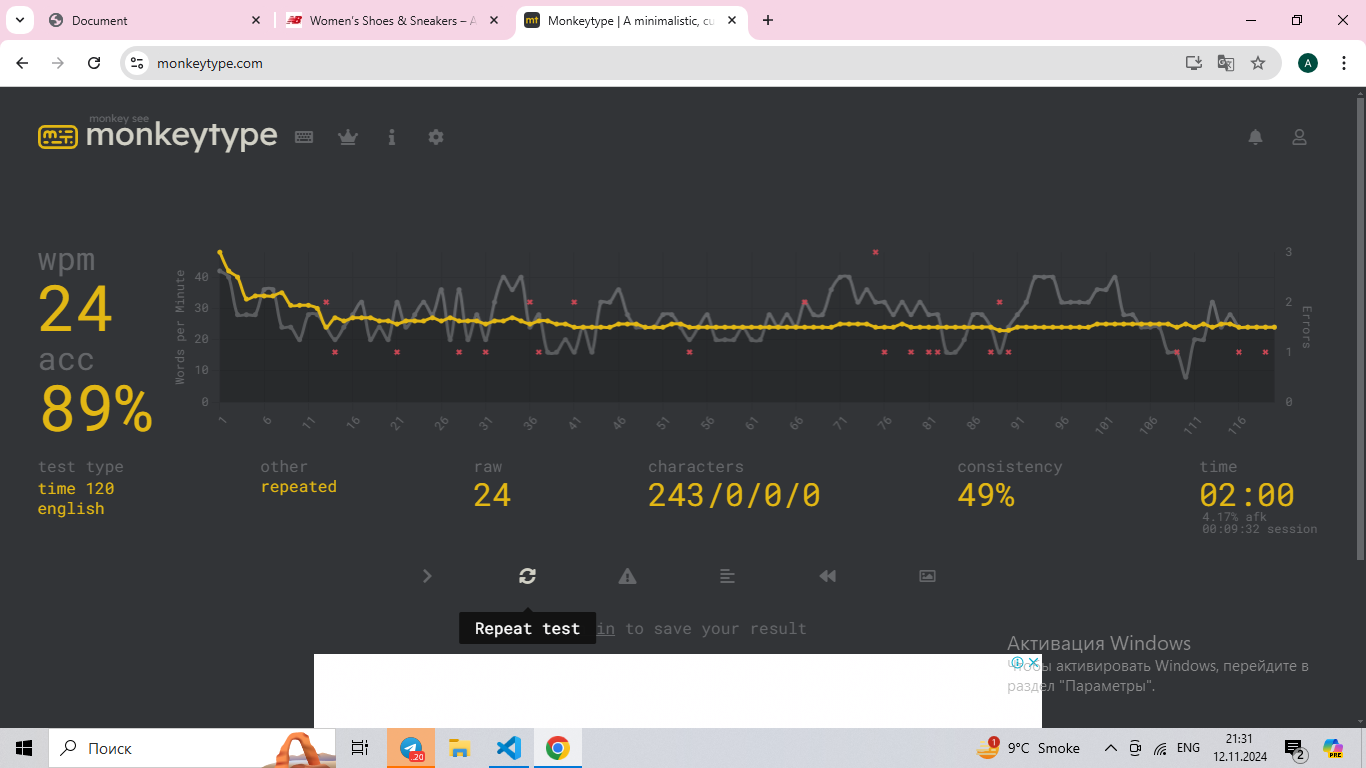 Document
Women's Shoes & Sneakers – A
Monkeytype | A minimalistic, cu
monkeytype.com
A
monkey see
monkeytype
wpm
24
acc
89%
Words per Minute
40
30
20
10
0
3
2
1
0
Errors
1 6 11 16 21 26 31 36 41 46 51 56 61 66 71 76 81 86 91 96 101 106 111 116
test type
time 120
english
other
repeated
raw
24
characters
243/0/0/0
consistency
49%
time
02:00
4.17% afk
00:09:32 session
Repeat test
in to save your result
Активация Windows
Чтобы активировать Windows, перейдите в
раздел "Параметры".
Поиск
.20
1
9°C Smoke
ENG
21:31
12.11.2024
2
PRE